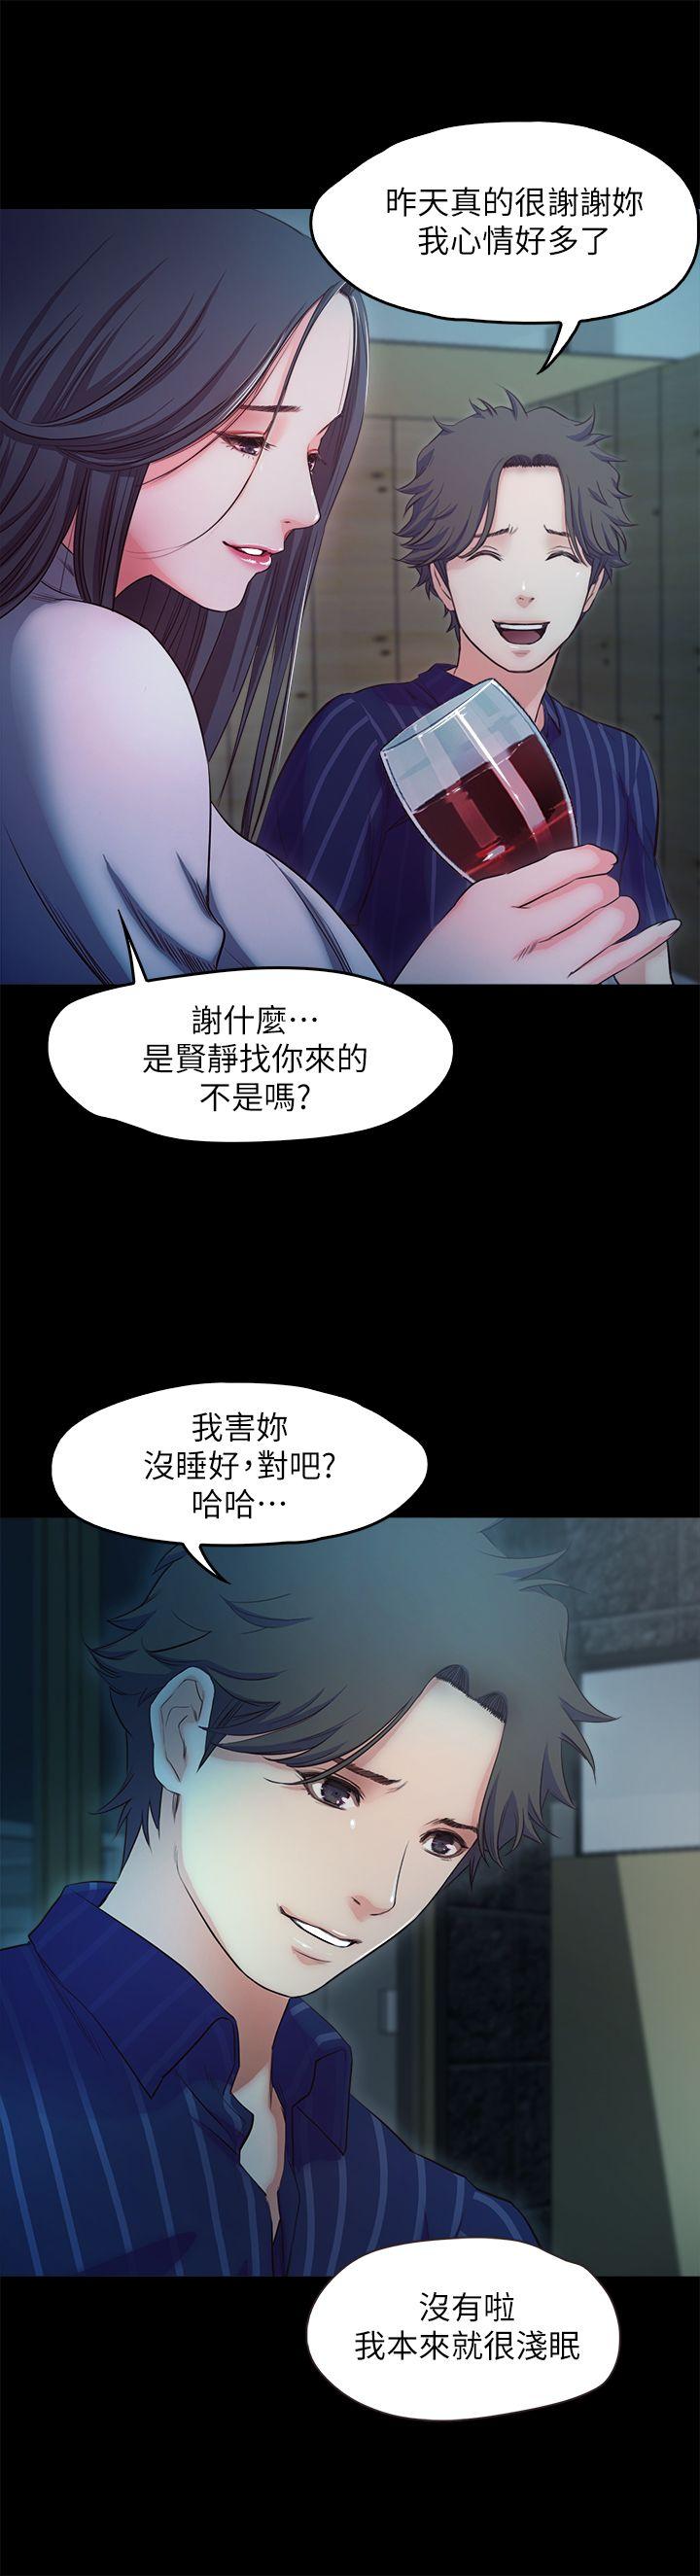 昨天真的很謝謝妳
我心情好多了
謝什麼⋯
是賢靜找你來的
不是嗎?
我害妳
沒睡好,對吧?
哈哈⋯
沒有啦
我本來就很淺眠